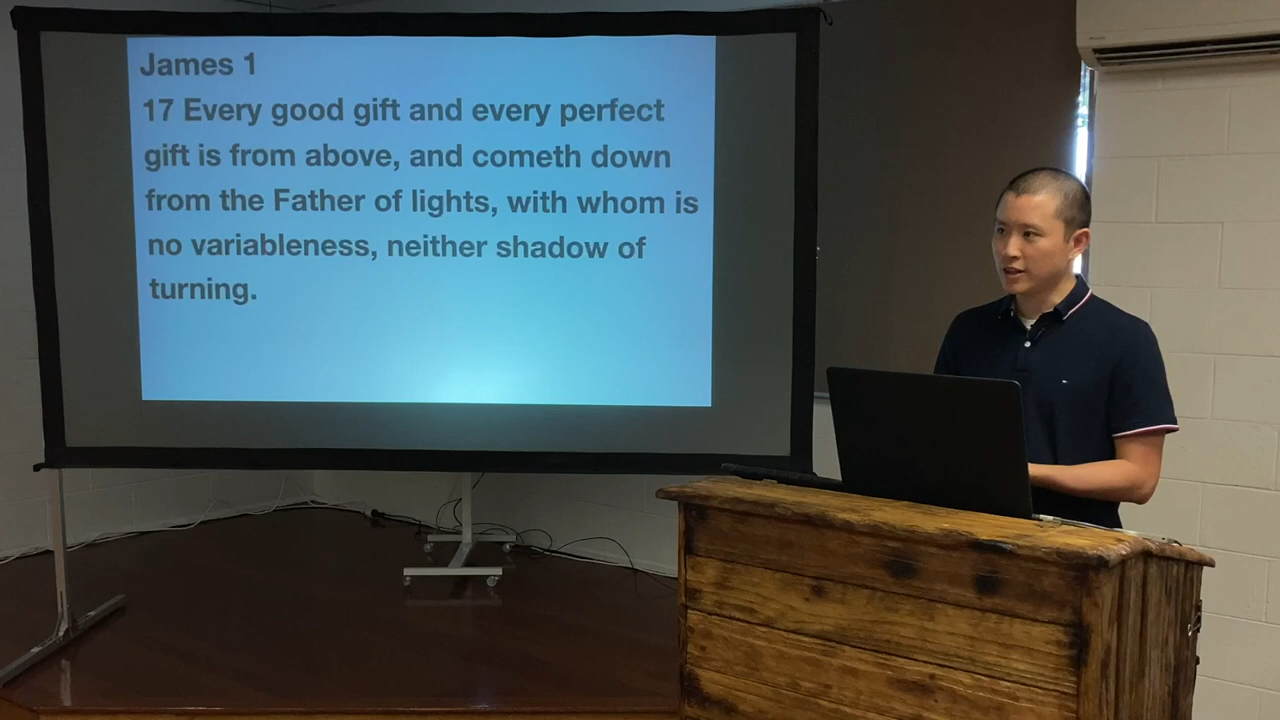 James 1
17 Every good gift and every perfect
gift is from above, and cometh down
from the Father of lights, with whom is
no variableness, neither shadow of
turning.